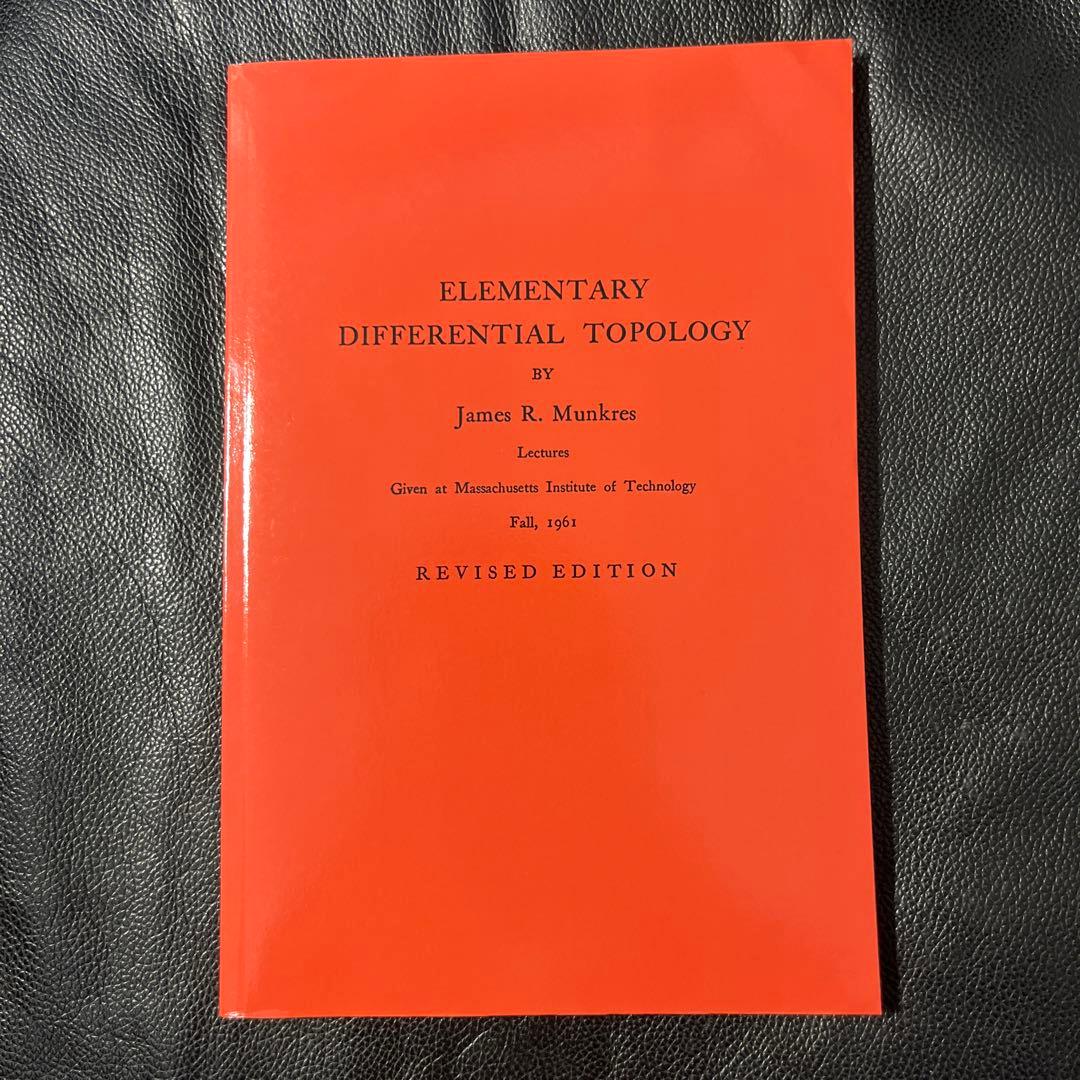 ELEMENTARY
DIFFERENTIAL TOPOLOGY
BY
James R. Munkres
Lectures
Given at Massachusetts Institute of Technology
Fall, 1961
REVISED EDITION